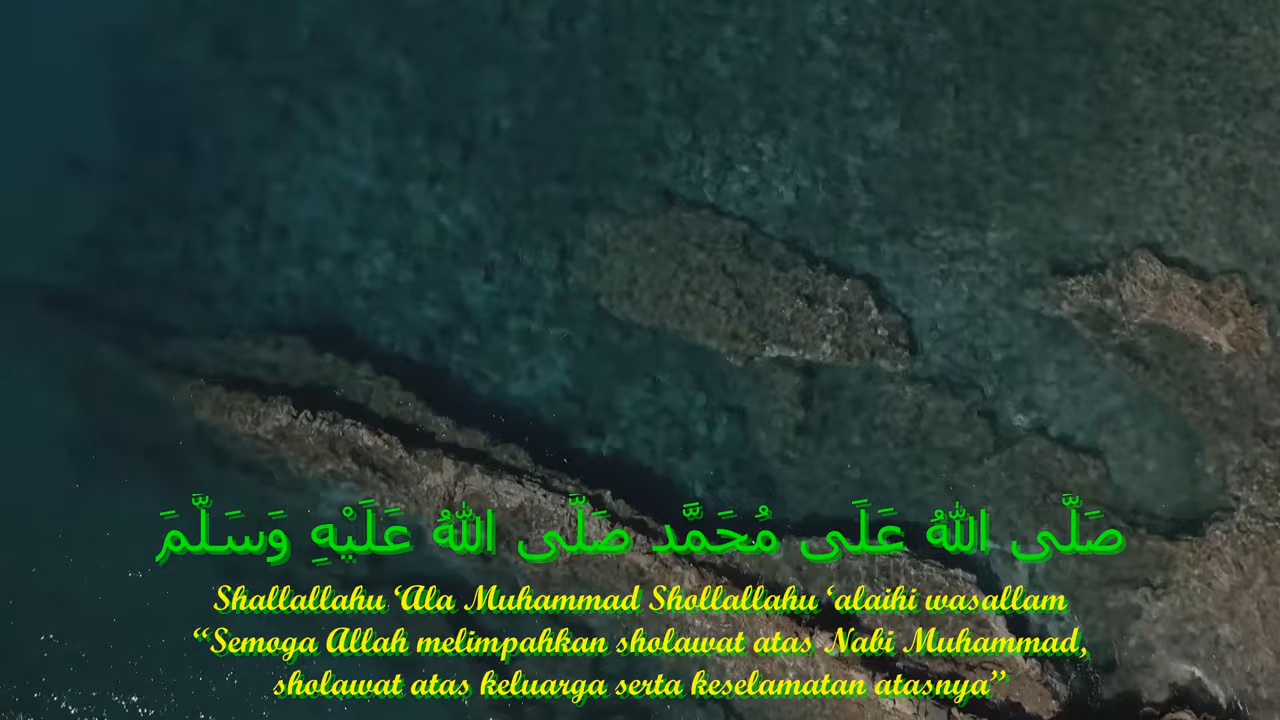 صَلَّى اللهُ عَلَى مُحَمَّد صَلَّى اللهُ عَلَيْهِ وَسَلَّمَ
Shallallahu ‘Ala Muhammad Shollallahu ‘alaihi wasallam
“Semoga Allah melimpahkan sholawat atas Nabi Muhammad,
sholawat atas keluarga serta keselamatan atasnya”